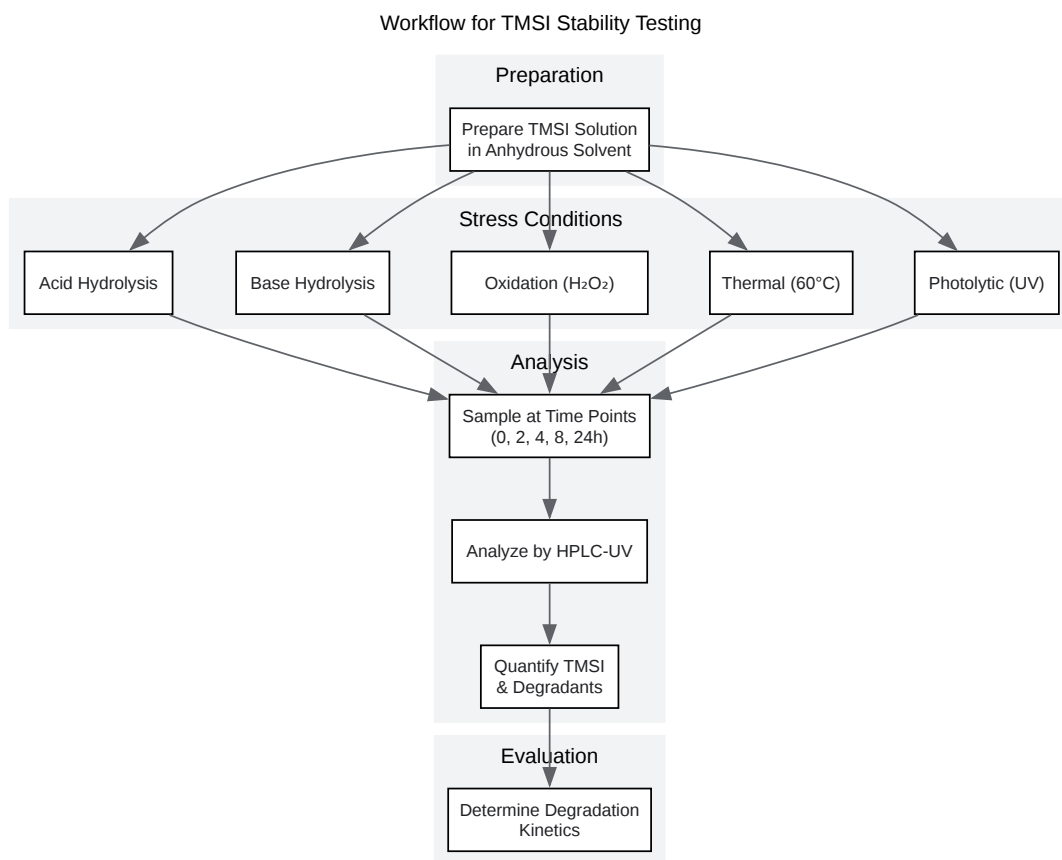 Workflow for TMSI Stability Testing
Preparation
Prepare TMSI Solution
in Anhydrous Solvent
Stress Conditions
Acid Hydrolysis
Base Hydrolysis
Oxidation (H₂O₂)
Thermal (60°C)
Photolytic (UV)
Analysis
Sample at Time Points
(0, 2, 4, 8, 24h)
Analyze by HPLC-UV
Quantify TMSI
& Degradants
Evaluation
Determine Degradation
Kinetics